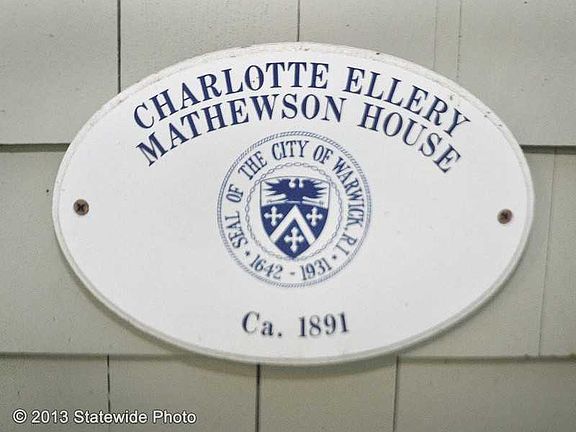 CHARLOTTE ELLERY
MATHEWSON HOUSE
SEAL OF THE CITY OF WARWICK, R.I.
• 1642 - 1931 •
Ca. 1891
© 2013 Statewide Photo